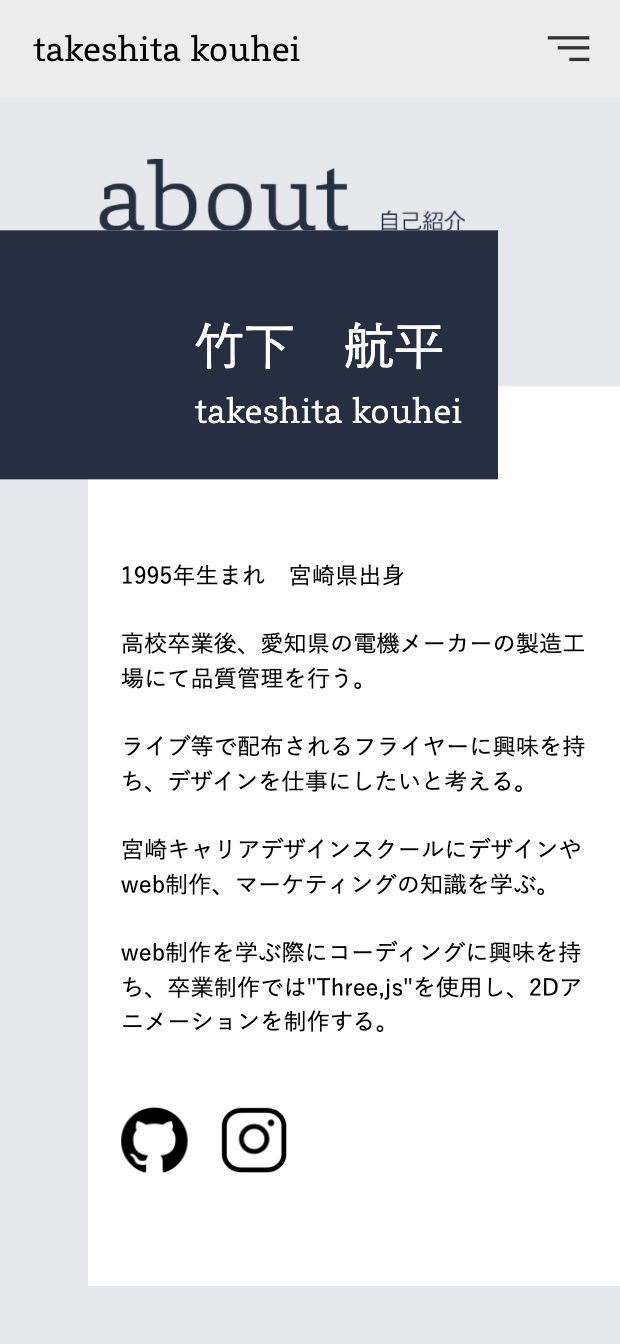 takeshita kouhei
about 自己紹介
竹下　航平
takeshita kouhei
1995年生まれ　宮崎県出身
高校卒業後、愛知県の電機メーカーの製造工
場にて品質管理を行う。
ライブ等で配布されるフライヤーに興味を持
ち、デザインを仕事にしたいと考える。
宮崎キャリアデザインスクールにデザインや
web制作、マーケティングの知識を学ぶ。
web制作を学ぶ際にコーディングに興味を持
ち、卒業制作では"Three,js"を使用し、2Dア
ニメーションを制作する。